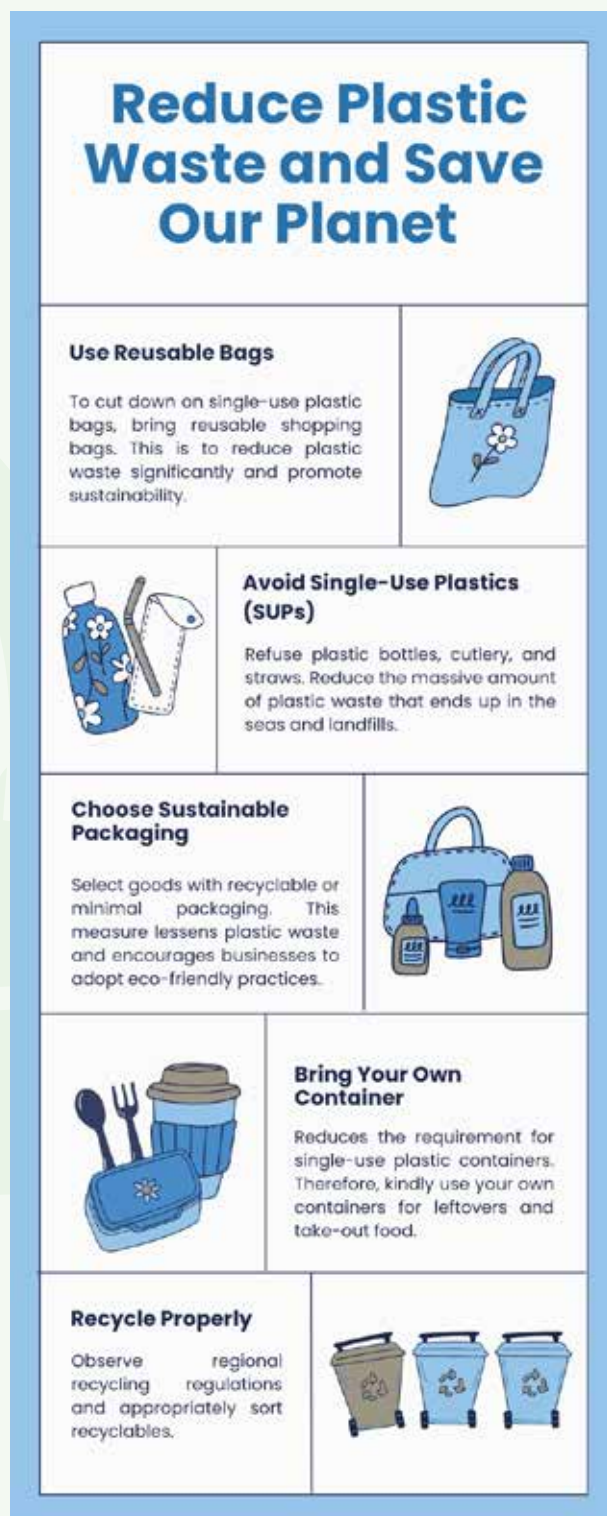 Reduce Plastic
Waste and Save
Our Planet
Use Reusable Bags
To cut down on single-use plastic
bags, bring reusable shopping
bags. This is to reduce plastic
waste significantly and promote
sustainability.
Avoid Single-Use Plastics
(SUPs)
Refuse plastic bottles, cutlery, and
straws. Reduce the massive amount
of plastic waste that ends up in the
seas and landfills.
Choose Sustainable
Packaging
Select goods with recyclable or
minimal packaging. This
measure lessens plastic waste
and encourages businesses to
adopt eco-friendly practices.
Bring Your Own
Container
Reduces the requirement for
single-use plastic containers.
Therefore, kindly use your own
containers for leftovers and
take-out food.
Recycle Properly
Observe regional
recycling regulations
and appropriately sort
recyclables.